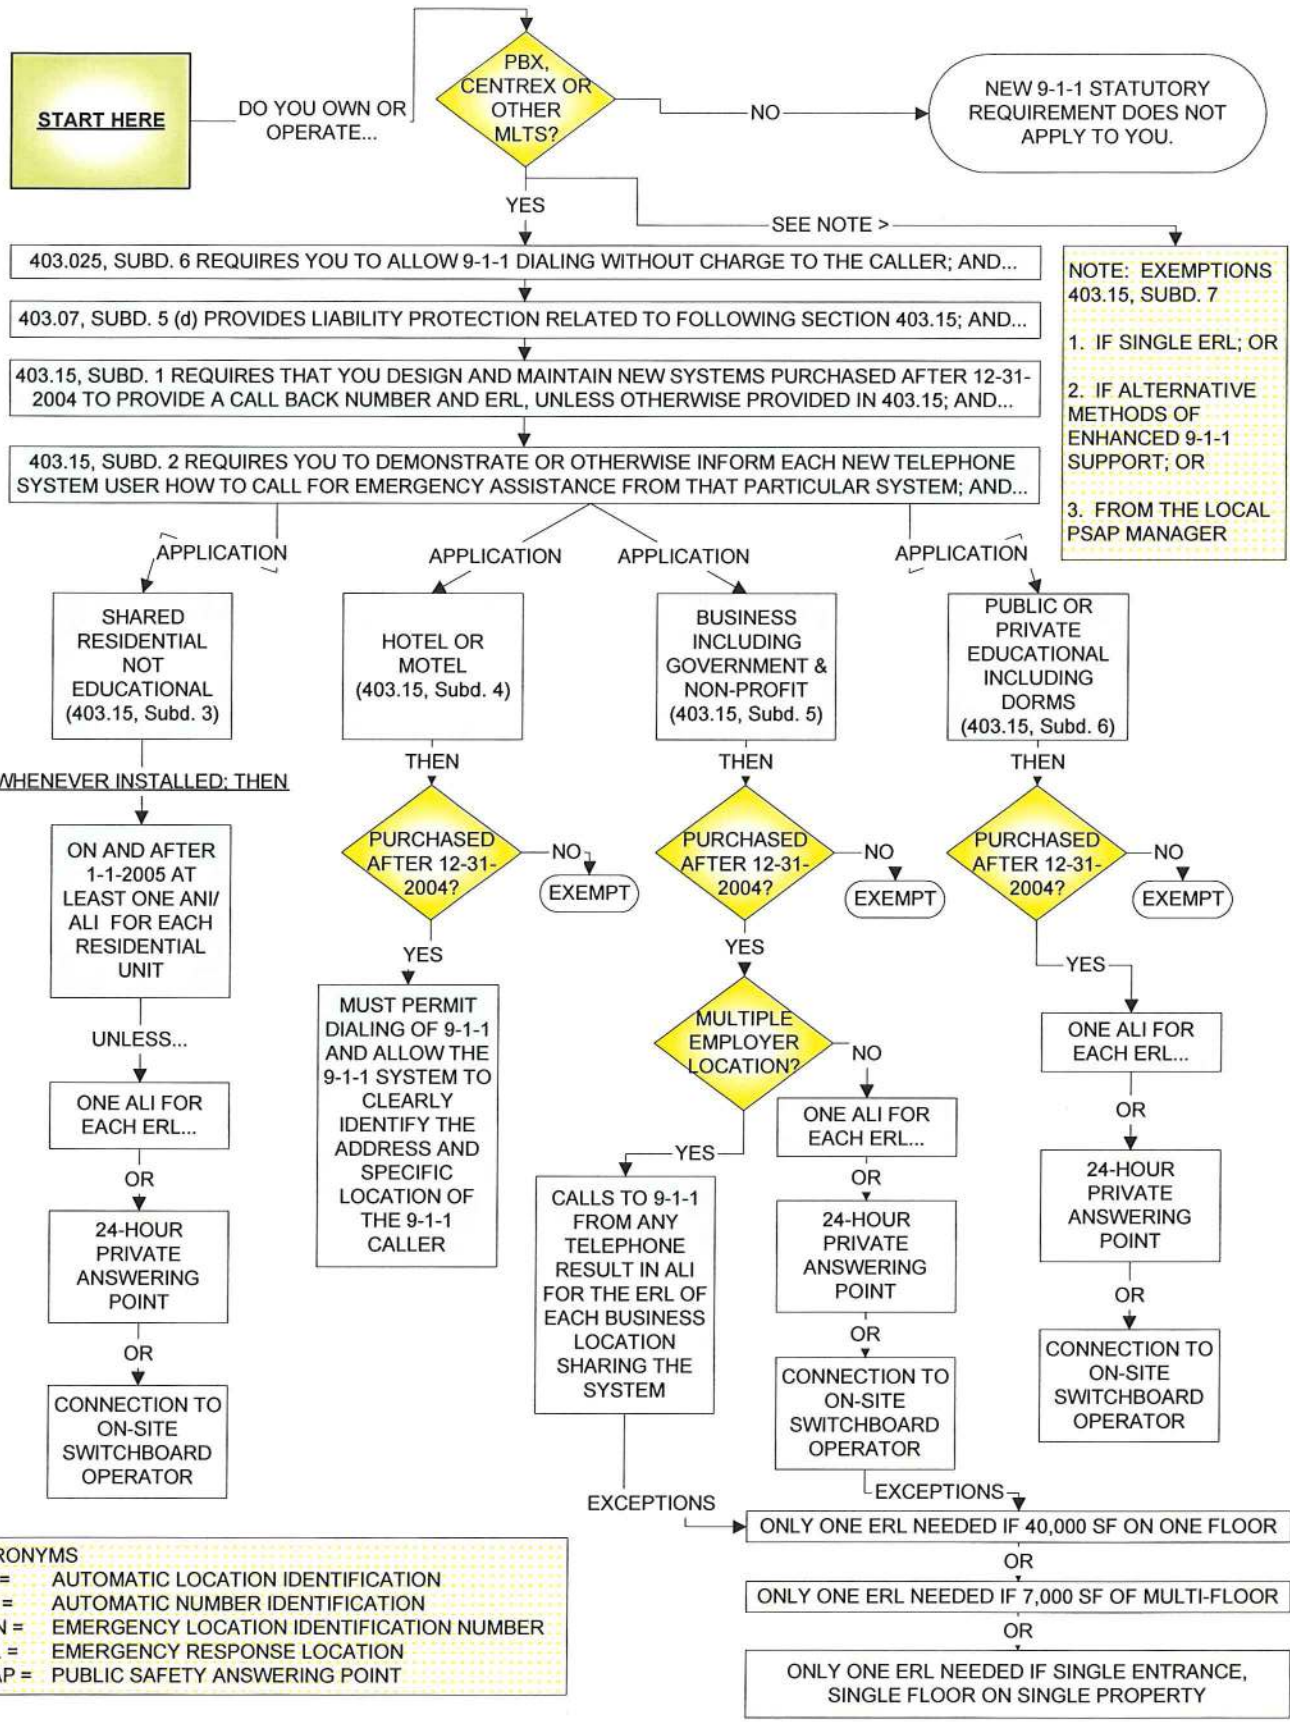 START HERE
DO YOU OWN OR
OPERATE...
PBX,
CENTREX OR
OTHER
MLTS?
NO
NEW 9-1-1 STATUTORY
REQUIREMENT DOES NOT
APPLY TO YOU.
YES
SEE NOTE >
403.025, SUBD. 6 REQUIRES YOU TO ALLOW 9-1-1 DIALING WITHOUT CHARGE TO THE CALLER; AND...
403.07, SUBD. 5 (d) PROVIDES LIABILITY PROTECTION RELATED TO FOLLOWING SECTION 403.15; AND...
403.15, SUBD. 1 REQUIRES THAT YOU DESIGN AND MAINTAIN NEW SYSTEMS PURCHASED AFTER 12-31-
2004 TO PROVIDE A CALL BACK NUMBER AND ERL, UNLESS OTHERWISE PROVIDED IN 403.15; AND...
403.15, SUBD. 2 REQUIRES YOU TO DEMONSTRATE OR OTHERWISE INFORM EACH NEW TELEPHONE
SYSTEM USER HOW TO CALL FOR EMERGENCY ASSISTANCE FROM THAT PARTICULAR SYSTEM; AND...
NOTE: EXEMPTIONS
403.15, SUBD. 7
1. IF SINGLE ERL; OR
2. IF ALTERNATIVE
METHODS OF
ENHANCED 9-1-1
SUPPORT; OR
3. FROM THE LOCAL
PSAP MANAGER
APPLICATION
SHARED
RESIDENTIAL
NOT
EDUCATIONAL
(403.15, Subd. 3)
WHENEVER INSTALLED; THEN
ON AND AFTER
1-1-2005 AT
LEAST ONE ANI/
ALI FOR EACH
RESIDENTIAL
UNIT
UNLESS...
ONE ALI FOR
EACH ERL...
OR
24-HOUR
PRIVATE
ANSWERING
POINT
OR
CONNECTION TO
ON-SITE
SWITCHBOARD
OPERATOR
APPLICATION
HOTEL OR
MOTEL
(403.15, Subd. 4)
THEN
PURCHASED
AFTER 12-31-
2004?
NO
EXEMPT
YES
MUST PERMIT
DIALING OF 9-1-1
AND ALLOW THE
9-1-1 SYSTEM TO
CLEARLY
IDENTIFY THE
ADDRESS AND
SPECIFIC
LOCATION OF
THE 9-1-1
CALLER
APPLICATION
BUSINESS
INCLUDING
GOVERNMENT &
NON-PROFIT
(403.15, Subd. 5)
THEN
PURCHASED
AFTER 12-31-
2004?
NO
EXEMPT
YES
MULTIPLE
EMPLOYER
LOCATION?
YES
CALLS TO 9-1-1
FROM ANY
TELEPHONE
RESULT IN ALI
FOR THE ERL OF
EACH BUSINESS
LOCATION
SHARING THE
SYSTEM
EXCEPTIONS
NO
ONE ALI FOR
EACH ERL...
OR
24-HOUR
PRIVATE
ANSWERING
POINT
OR
CONNECTION TO
ON-SITE
SWITCHBOARD
OPERATOR
EXCEPTIONS
ONLY ONE ERL NEEDED IF 40,000 SF ON ONE FLOOR
OR
ONLY ONE ERL NEEDED IF 7,000 SF OF MULTI-FLOOR
OR
ONLY ONE ERL NEEDED IF SINGLE ENTRANCE,
SINGLE FLOOR ON SINGLE PROPERTY
APPLICATION
PUBLIC OR
PRIVATE
EDUCATIONAL
INCLUDING
DORMS
(403.15, Subd. 6)
THEN
PURCHASED
AFTER 12-31-
2004?
NO
EXEMPT
YES
ONE ALI FOR
EACH ERL...
OR
24-HOUR
PRIVATE
ANSWERING
POINT
OR
CONNECTION TO
ON-SITE
SWITCHBOARD
OPERATOR
RONYMS
= AUTOMATIC LOCATION IDENTIFICATION
= AUTOMATIC NUMBER IDENTIFICATION
N = EMERGENCY LOCATION IDENTIFICATION NUMBER
= EMERGENCY RESPONSE LOCATION
AP = PUBLIC SAFETY ANSWERING POINT